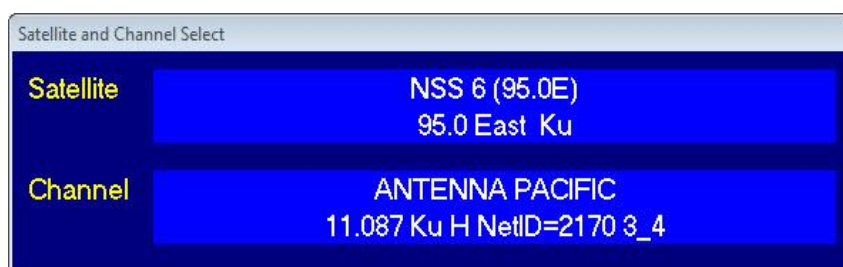 Satellite and Channel Select
Satellite
NSS 6 (95.0E)
95.0 East Ku
Channel
ANTENNA PACIFIC
11.087 Ku H NetID=2170 3_4